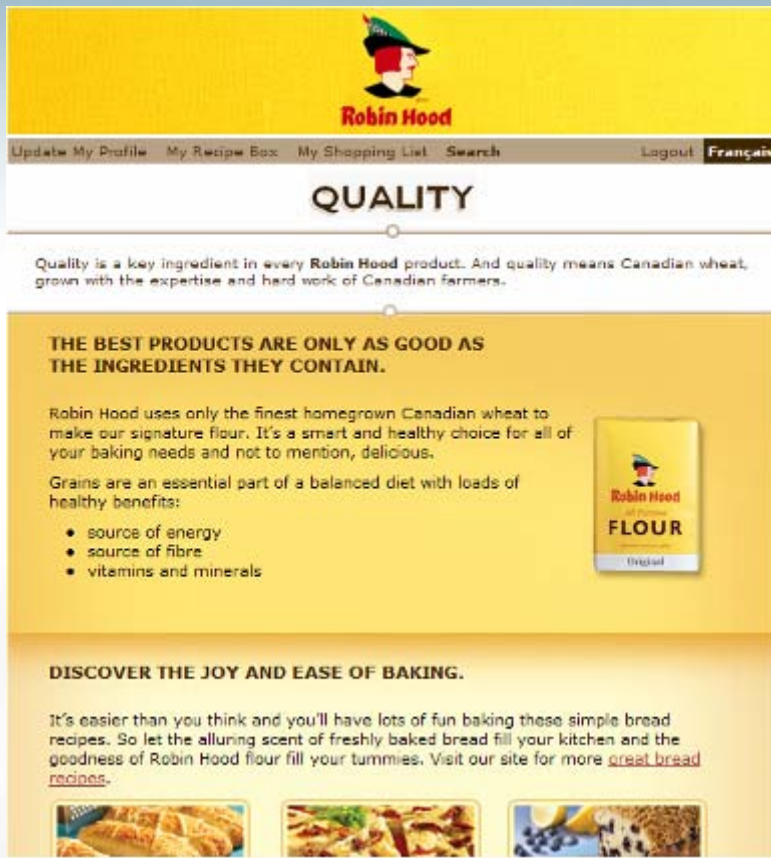 Robin Hood
Update My Profile My Recipe Box My Shopping List Search Logout Français
QUALITY
Quality is a key ingredient in every Robin Hood product. And quality means Canadian wheat,
grown with the expertise and hard work of Canadian farmers.
THE BEST PRODUCTS ARE ONLY AS GOOD AS
THE INGREDIENTS THEY CONTAIN.
Robin Hood uses only the finest homegrown Canadian wheat to
make our signature flour. It's a smart and healthy choice for all of
your baking needs and not to mention, delicious.
Grains are an essential part of a balanced diet with loads of
healthy benefits:
• source of energy
• source of fibre
• vitamins and minerals
Robin Hood
All Purpose
FLOUR
Original
DISCOVER THE JOY AND EASE OF BAKING.
It's easier than you think and you'll have lots of fun baking these simple bread
recipes. So let the alluring scent of freshly baked bread fill your kitchen and the
goodness of Robin Hood flour fill your tummies. Visit our site for more great bread
recipes.